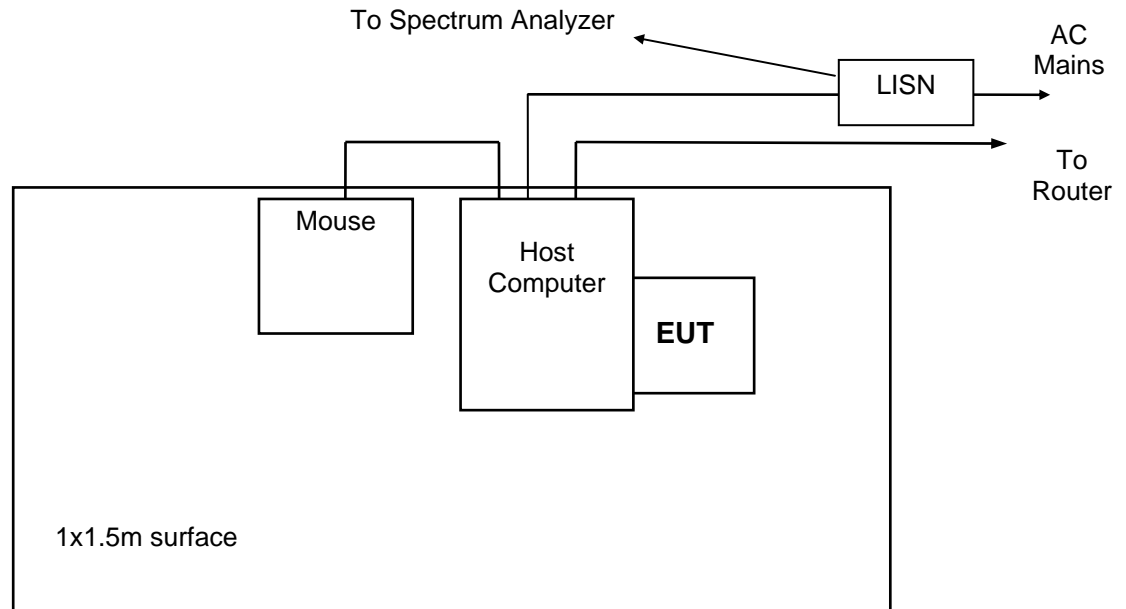 To Spectrum Analyzer
AC
Mains
LISN
To
Router
Mouse
Host
Computer
EUT
1x1.5m surface